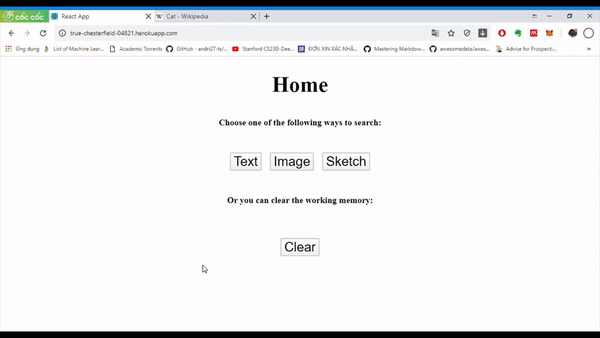 cốc cốc React App Cat - Wikipedia
true-chesterfield-04821.herokuapp.com
Ứng dụng List of Machine Lear... Academic Torrents GitHub - andri27-ts/... Stanford CS230: Dee... ĐƠN XIN XÁC NHẬ... Mastering Markdow... awesomedata/awes... Advice for Prospecti...
Home
Choose one of the following ways to search:
Text Image Sketch
Or you can clear the working memory:
Clear